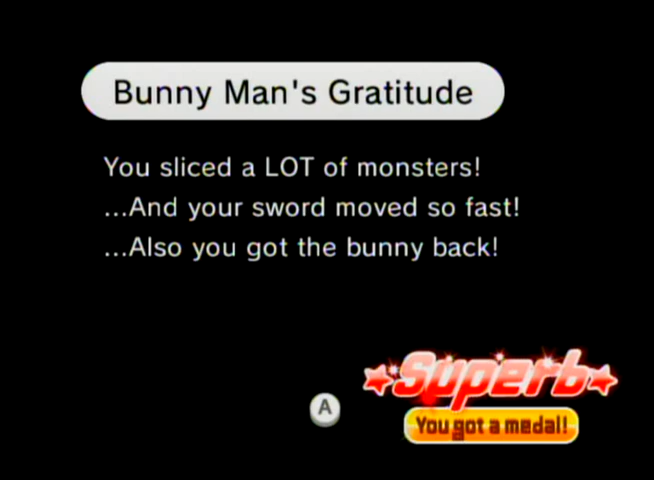 Bunny Man's Gratitude
You sliced a LOT of monsters!
...And your sword moved so fast!
...Also you got the bunny back!
Superb
A
You got a medal!